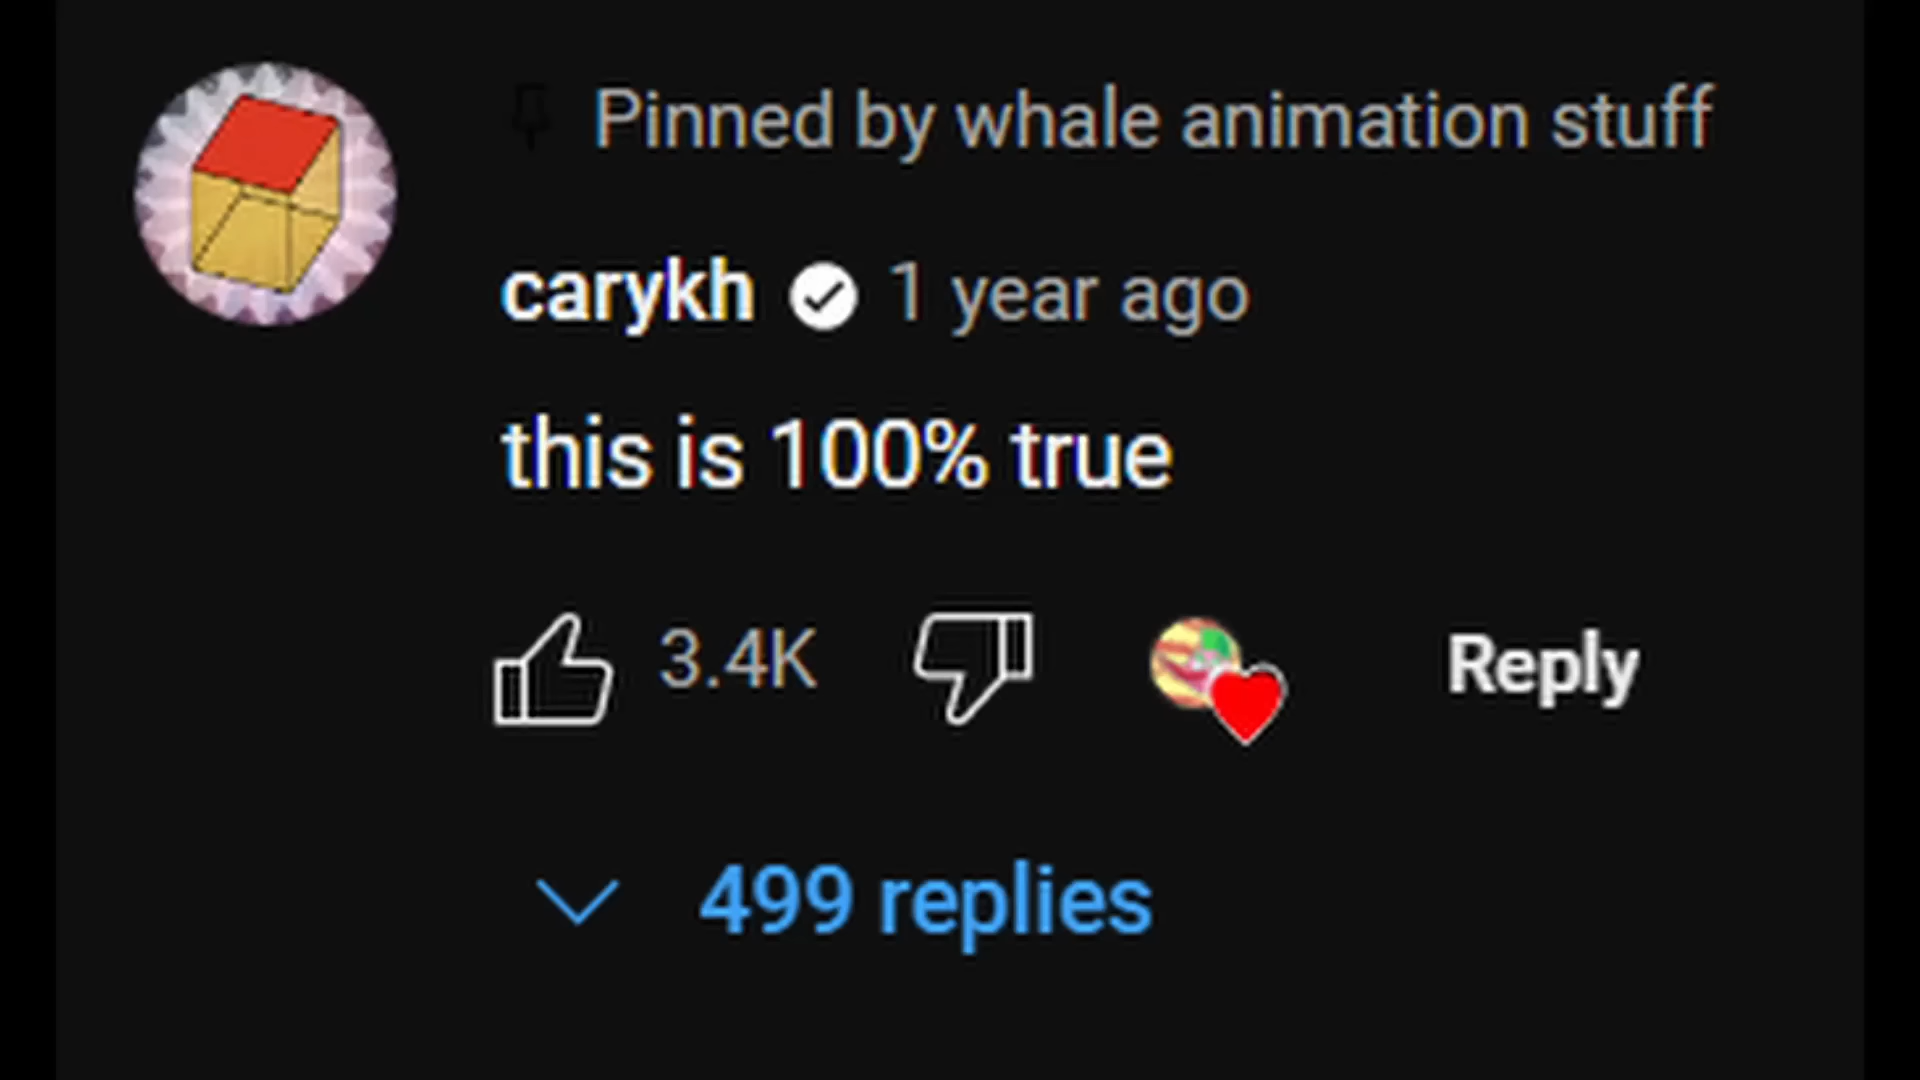 Pinned by whale animation stuff
carykh 1 year ago
this is 100% true
3.4K Reply
499 replies